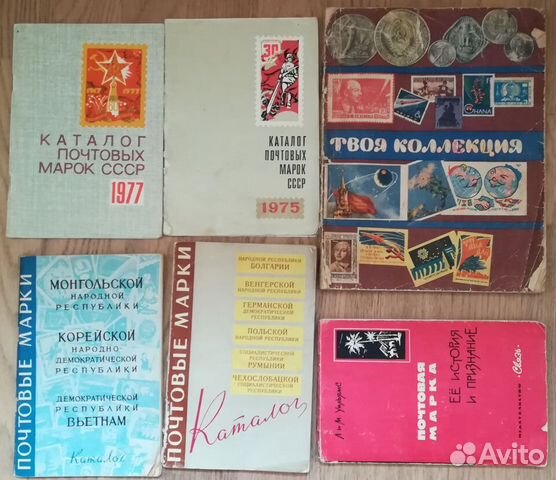 1917 1977
КАТАЛОГ
ПОЧТОВЫХ
МАРОК СССР
1977
30
КАТАЛОГ
ПОЧТОВЫХ
МАРОК
СССР
1975
GHANA
ТВОЯ КОЛЛЕКЦИЯ
ПОЧТОВЫЕ МАРКИ
МОНГОЛЬСКОЙ
НАРОДНОЙ
РЕСПУБЛИКИ
КОРЕЙСКОЙ
НАРОДНО-
ДЕМОКРАТИЧЕСКОЙ
РЕСПУБЛИКИ
ДЕМОКРАТИЧЕСКОЙ
РЕСПУБЛИКИ
ВЬЕТНАМ
Каталог
ПОЧТОВЫЕ МАРКИ
НАРОДНОЙ РЕСПУБЛИКИ
БОЛГАРИИ
ВЕНГЕРСКОЙ
НАРОДНОЙ РЕСПУБЛИКИ
ГЕРМАНСКОЙ
ДЕМОКРАТИЧЕСКОЙ
РЕСПУБЛИКИ
ПОЛЬСКОЙ
НАРОДНОЙ РЕСПУБЛИКИ
СОЦИАЛИСТИЧЕСКОЙ
РЕСПУБЛИКИ
РУМЫНИИ
ЧЕХОСЛОВАЦКОЙ
СОЦИАЛИСТИЧЕСКОЙ
РЕСПУБЛИКИ
Каталог
Л. и М. Уильямс
ПОЧТОВАЯ
МАРКА
ЕЁ ИСТОРИЯ
И ПРИЗНАНИЕ
ИЗДАТЕЛЬСТВО «Связь»
Avito